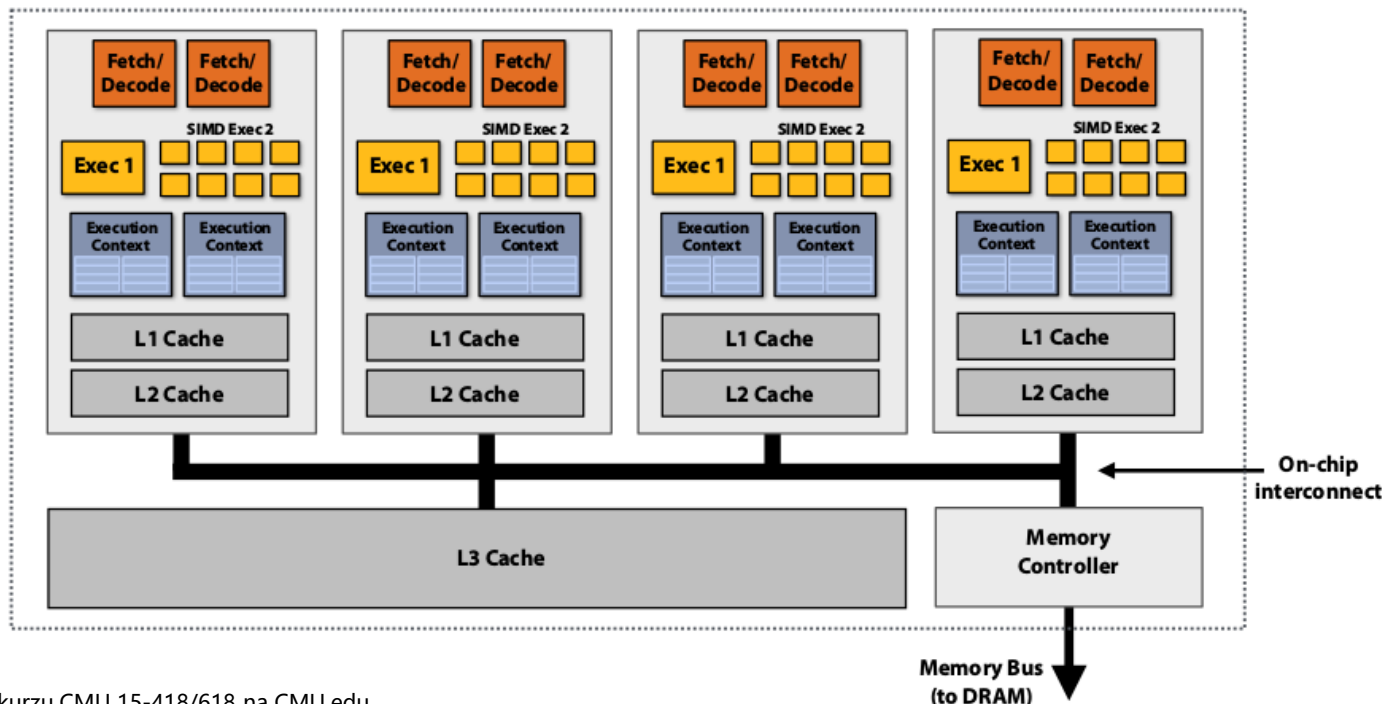 Fetch/
Decode
Fetch/
Decode
SIMD Exec 2
Exec 1
Execution
Context
Execution
Context
L1 Cache
L2 Cache
Fetch/
Decode
Fetch/
Decode
SIMD Exec 2
Exec 1
Execution
Context
Execution
Context
L1 Cache
L2 Cache
Fetch/
Decode
Fetch/
Decode
SIMD Exec 2
Exec 1
Execution
Context
Execution
Context
L1 Cache
L2 Cache
Fetch/
Decode
Fetch/
Decode
SIMD Exec 2
Exec 1
Execution
Context
Execution
Context
L1 Cache
L2 Cache
On-chip
interconnect
L3 Cache
Memory
Controller
Memory Bus
(to DRAM)
kurzu CMU 15-418/618 na CMU.edu